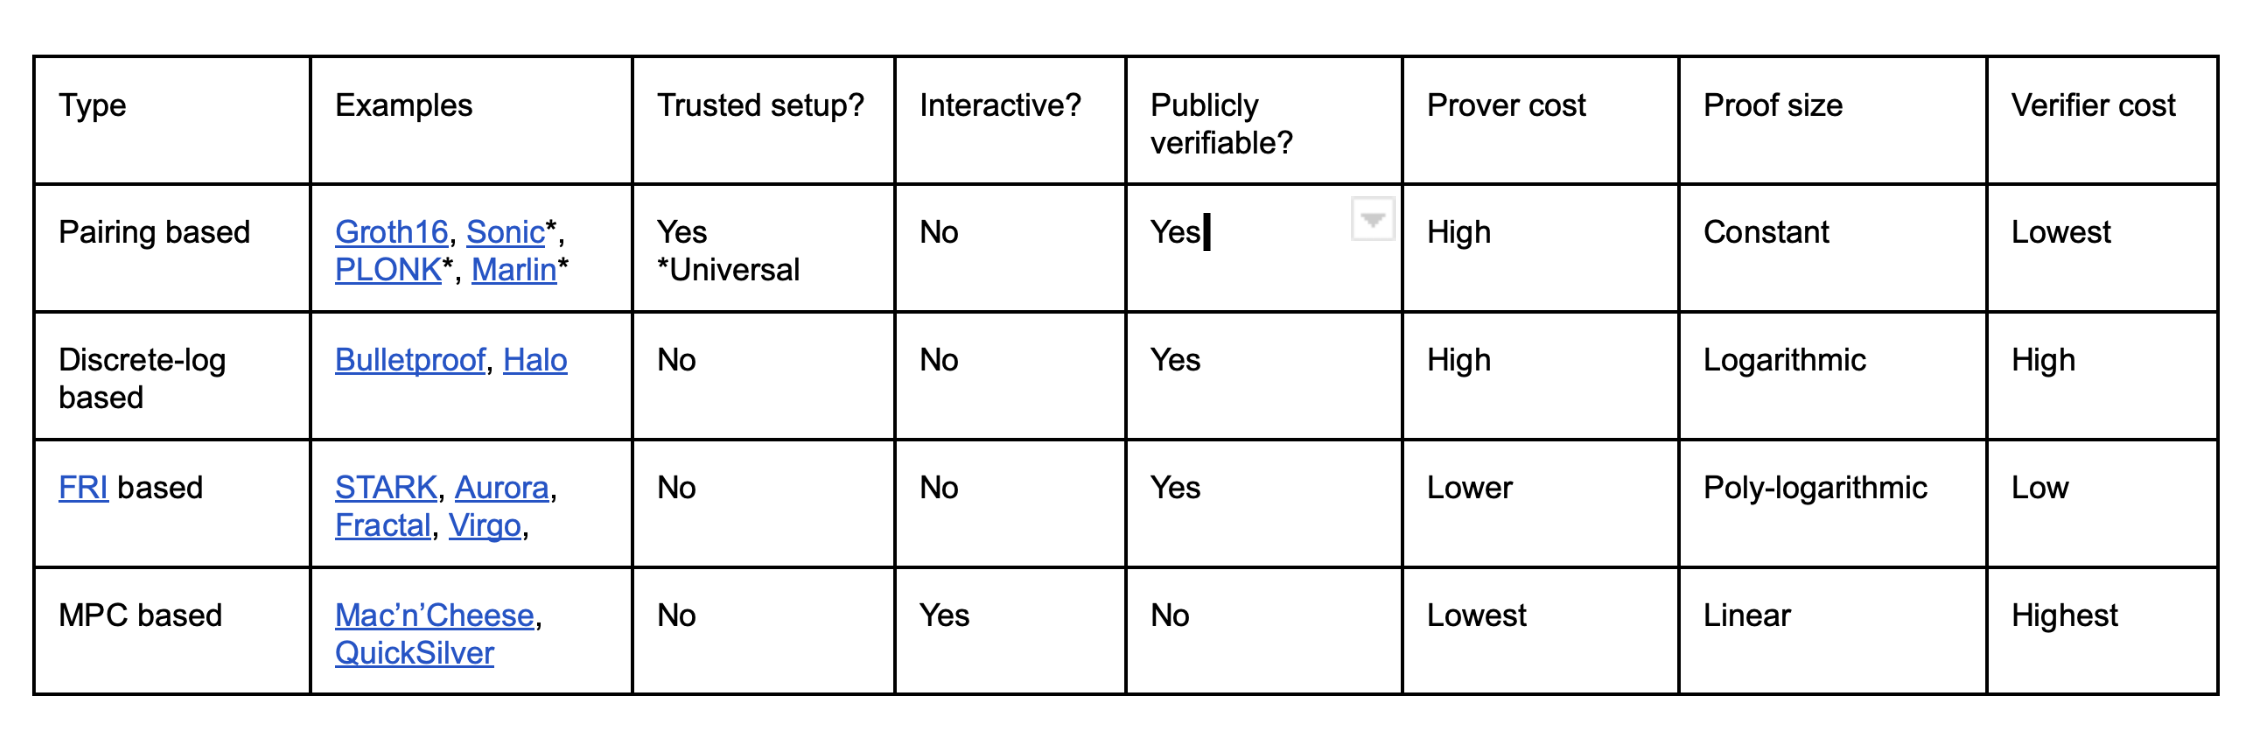 Type
Examples
Trusted setup?
Interactive?
Publicly
verifiable?
Prover cost
Proof size
Verifier cost
Pairing based
Groth16, Sonic*,
PLONK*, Marlin*
Yes
*Universal
No
Yes
High
Constant
Lowest
Discrete-log
based
Bulletproof, Halo
No
No
Yes
High
Logarithmic
High
FRI based
STARK, Aurora,
Fractal, Virgo,
No
No
Yes
Lower
Poly-logarithmic
Low
MPC based
Mac’n’Cheese,
QuickSilver
No
Yes
No
Lowest
Linear
Highest